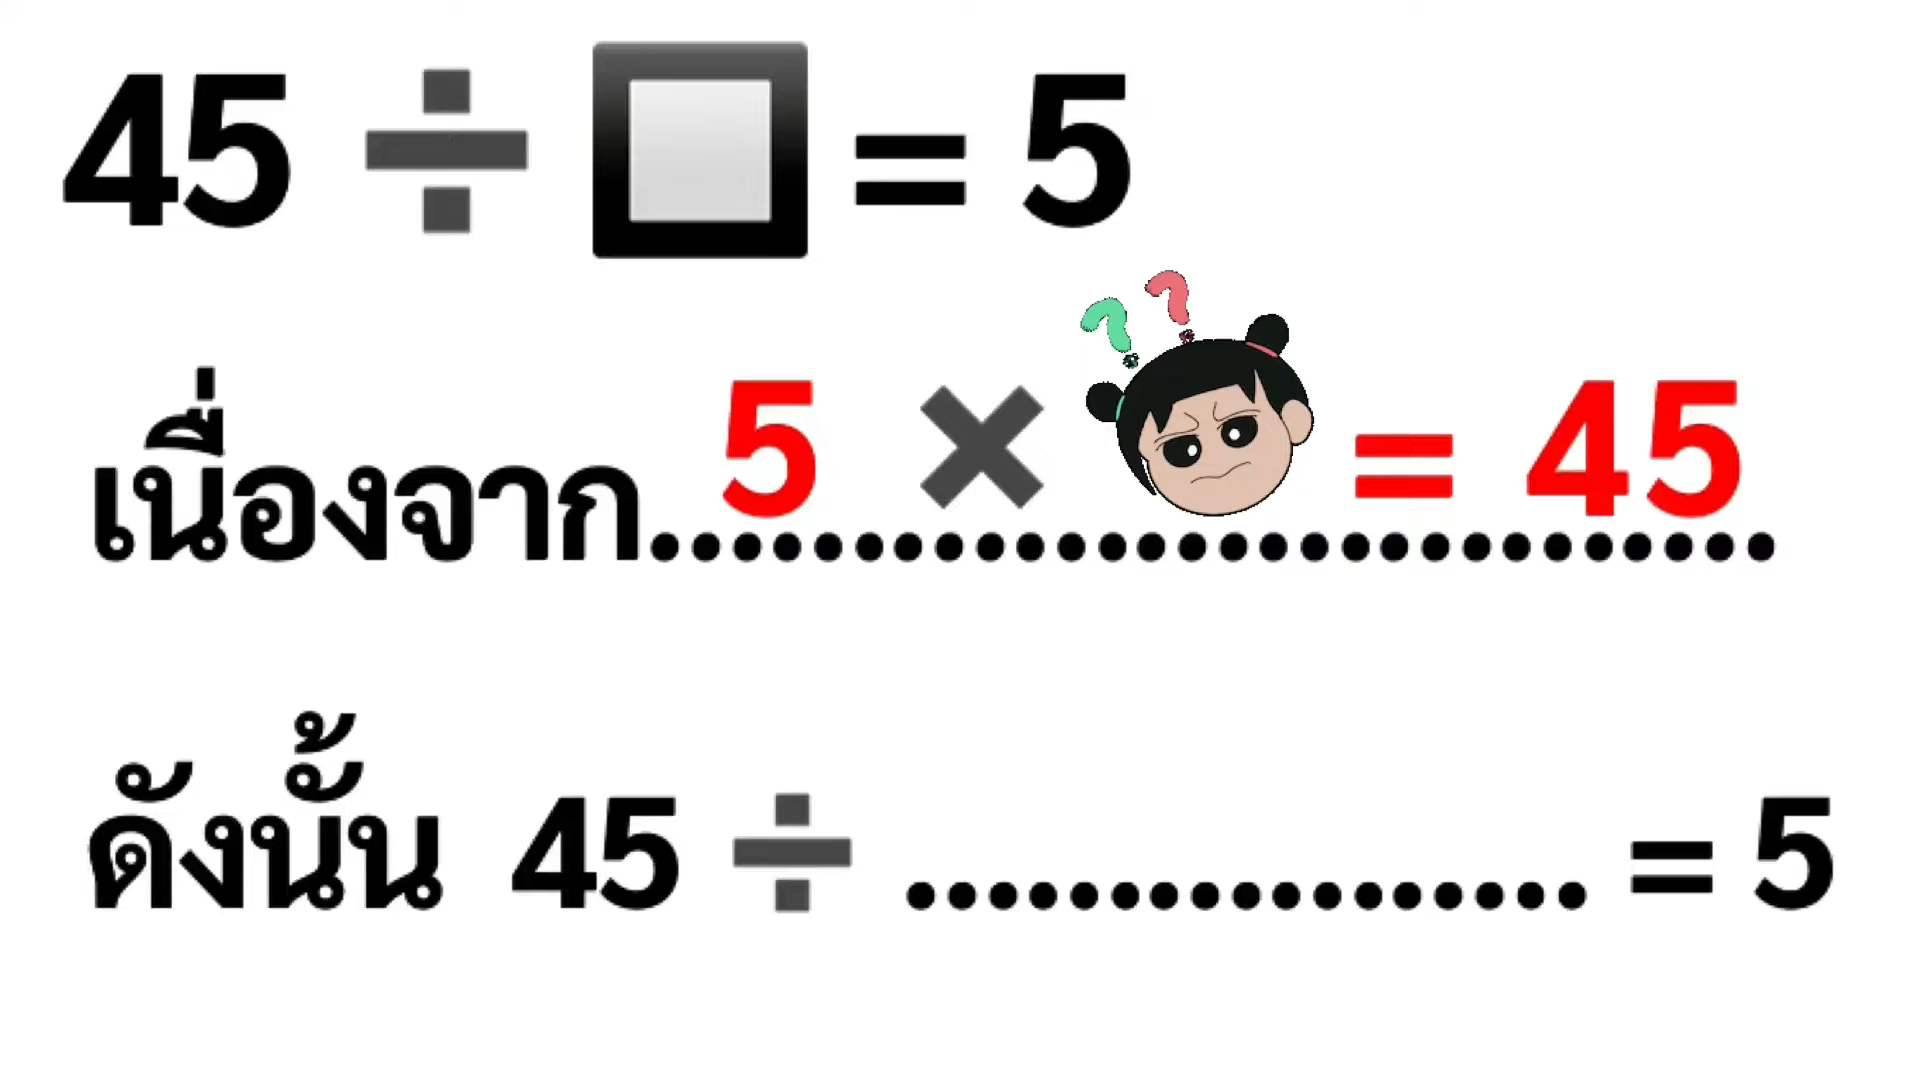 45 ÷ □ = 5
? ?
เนื่องจาก 5 × = 45
............................
ดังนั้น 45 ÷ ................. = 5